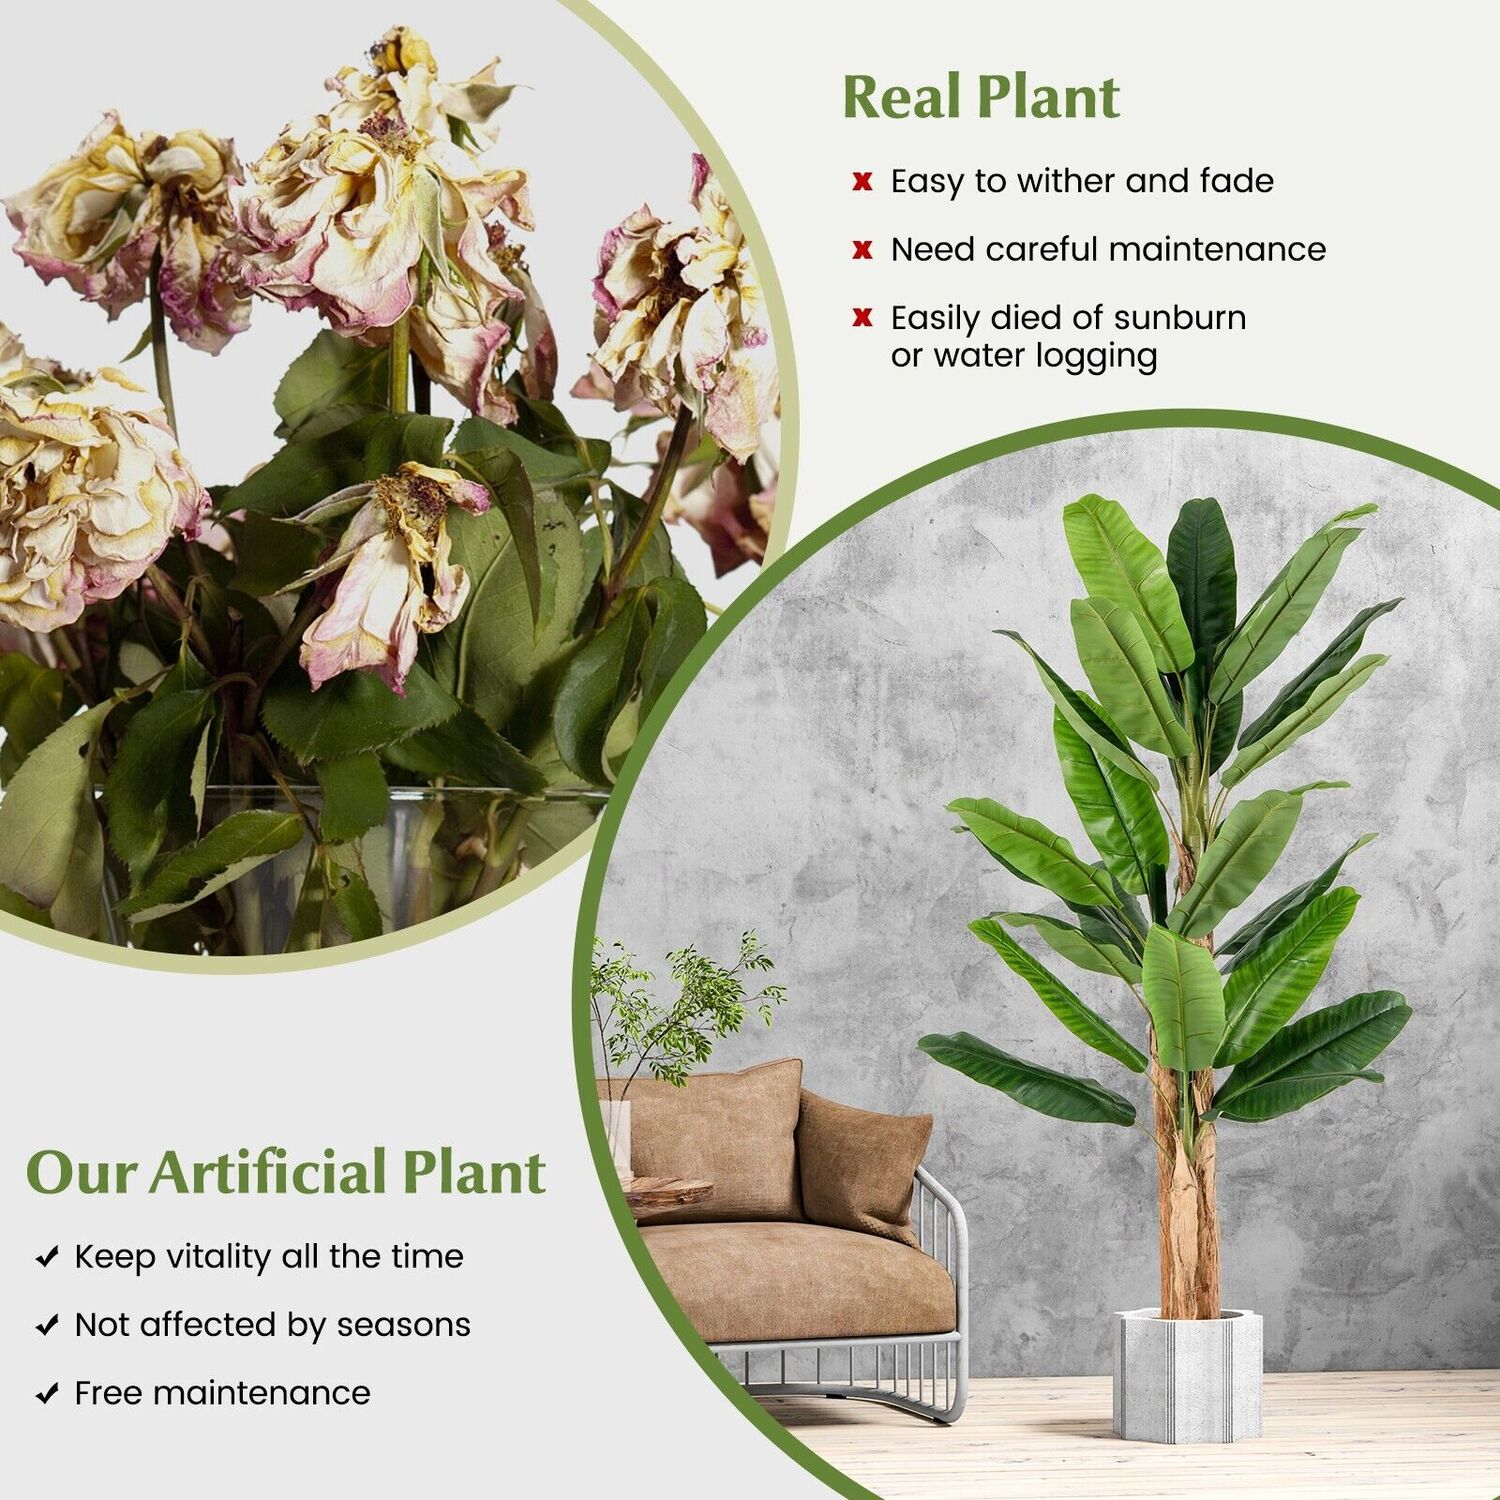 Real Plant
✘ Easy to wither and fade
✘ Need careful maintenance
✘ Easily died of sunburn
or water logging
Our Artificial Plant
✔ Keep vitality all the time
✔ Not affected by seasons
✔ Free maintenance